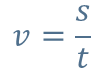 v = s/t